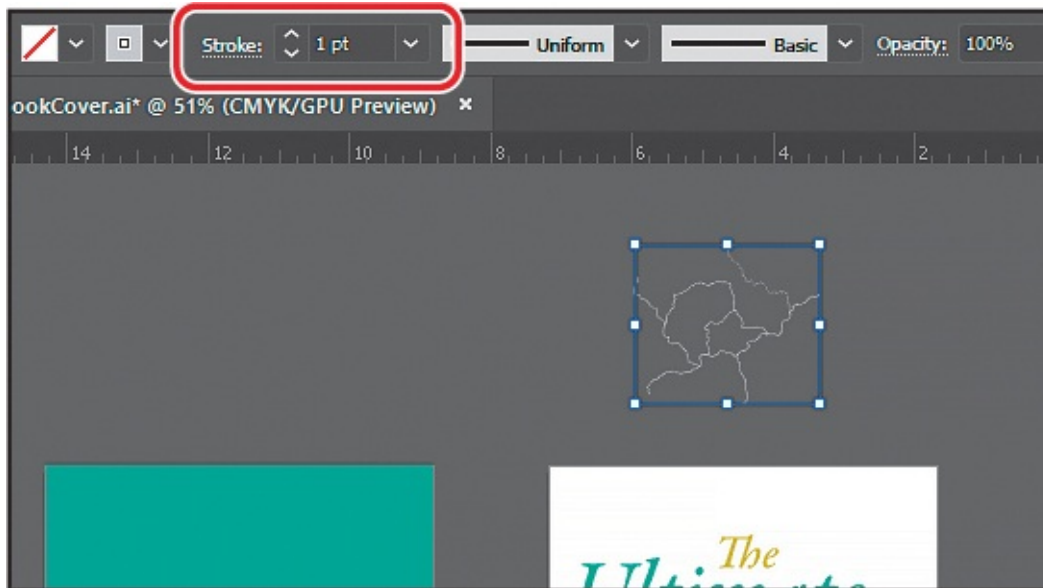 Stroke: 1 pt Uniform Basic Opacity: 100%
ookCover.ai* @ 51% (CMYK/GPU Preview) ×
14 12 10 8 6 4 2
The
Ultimate